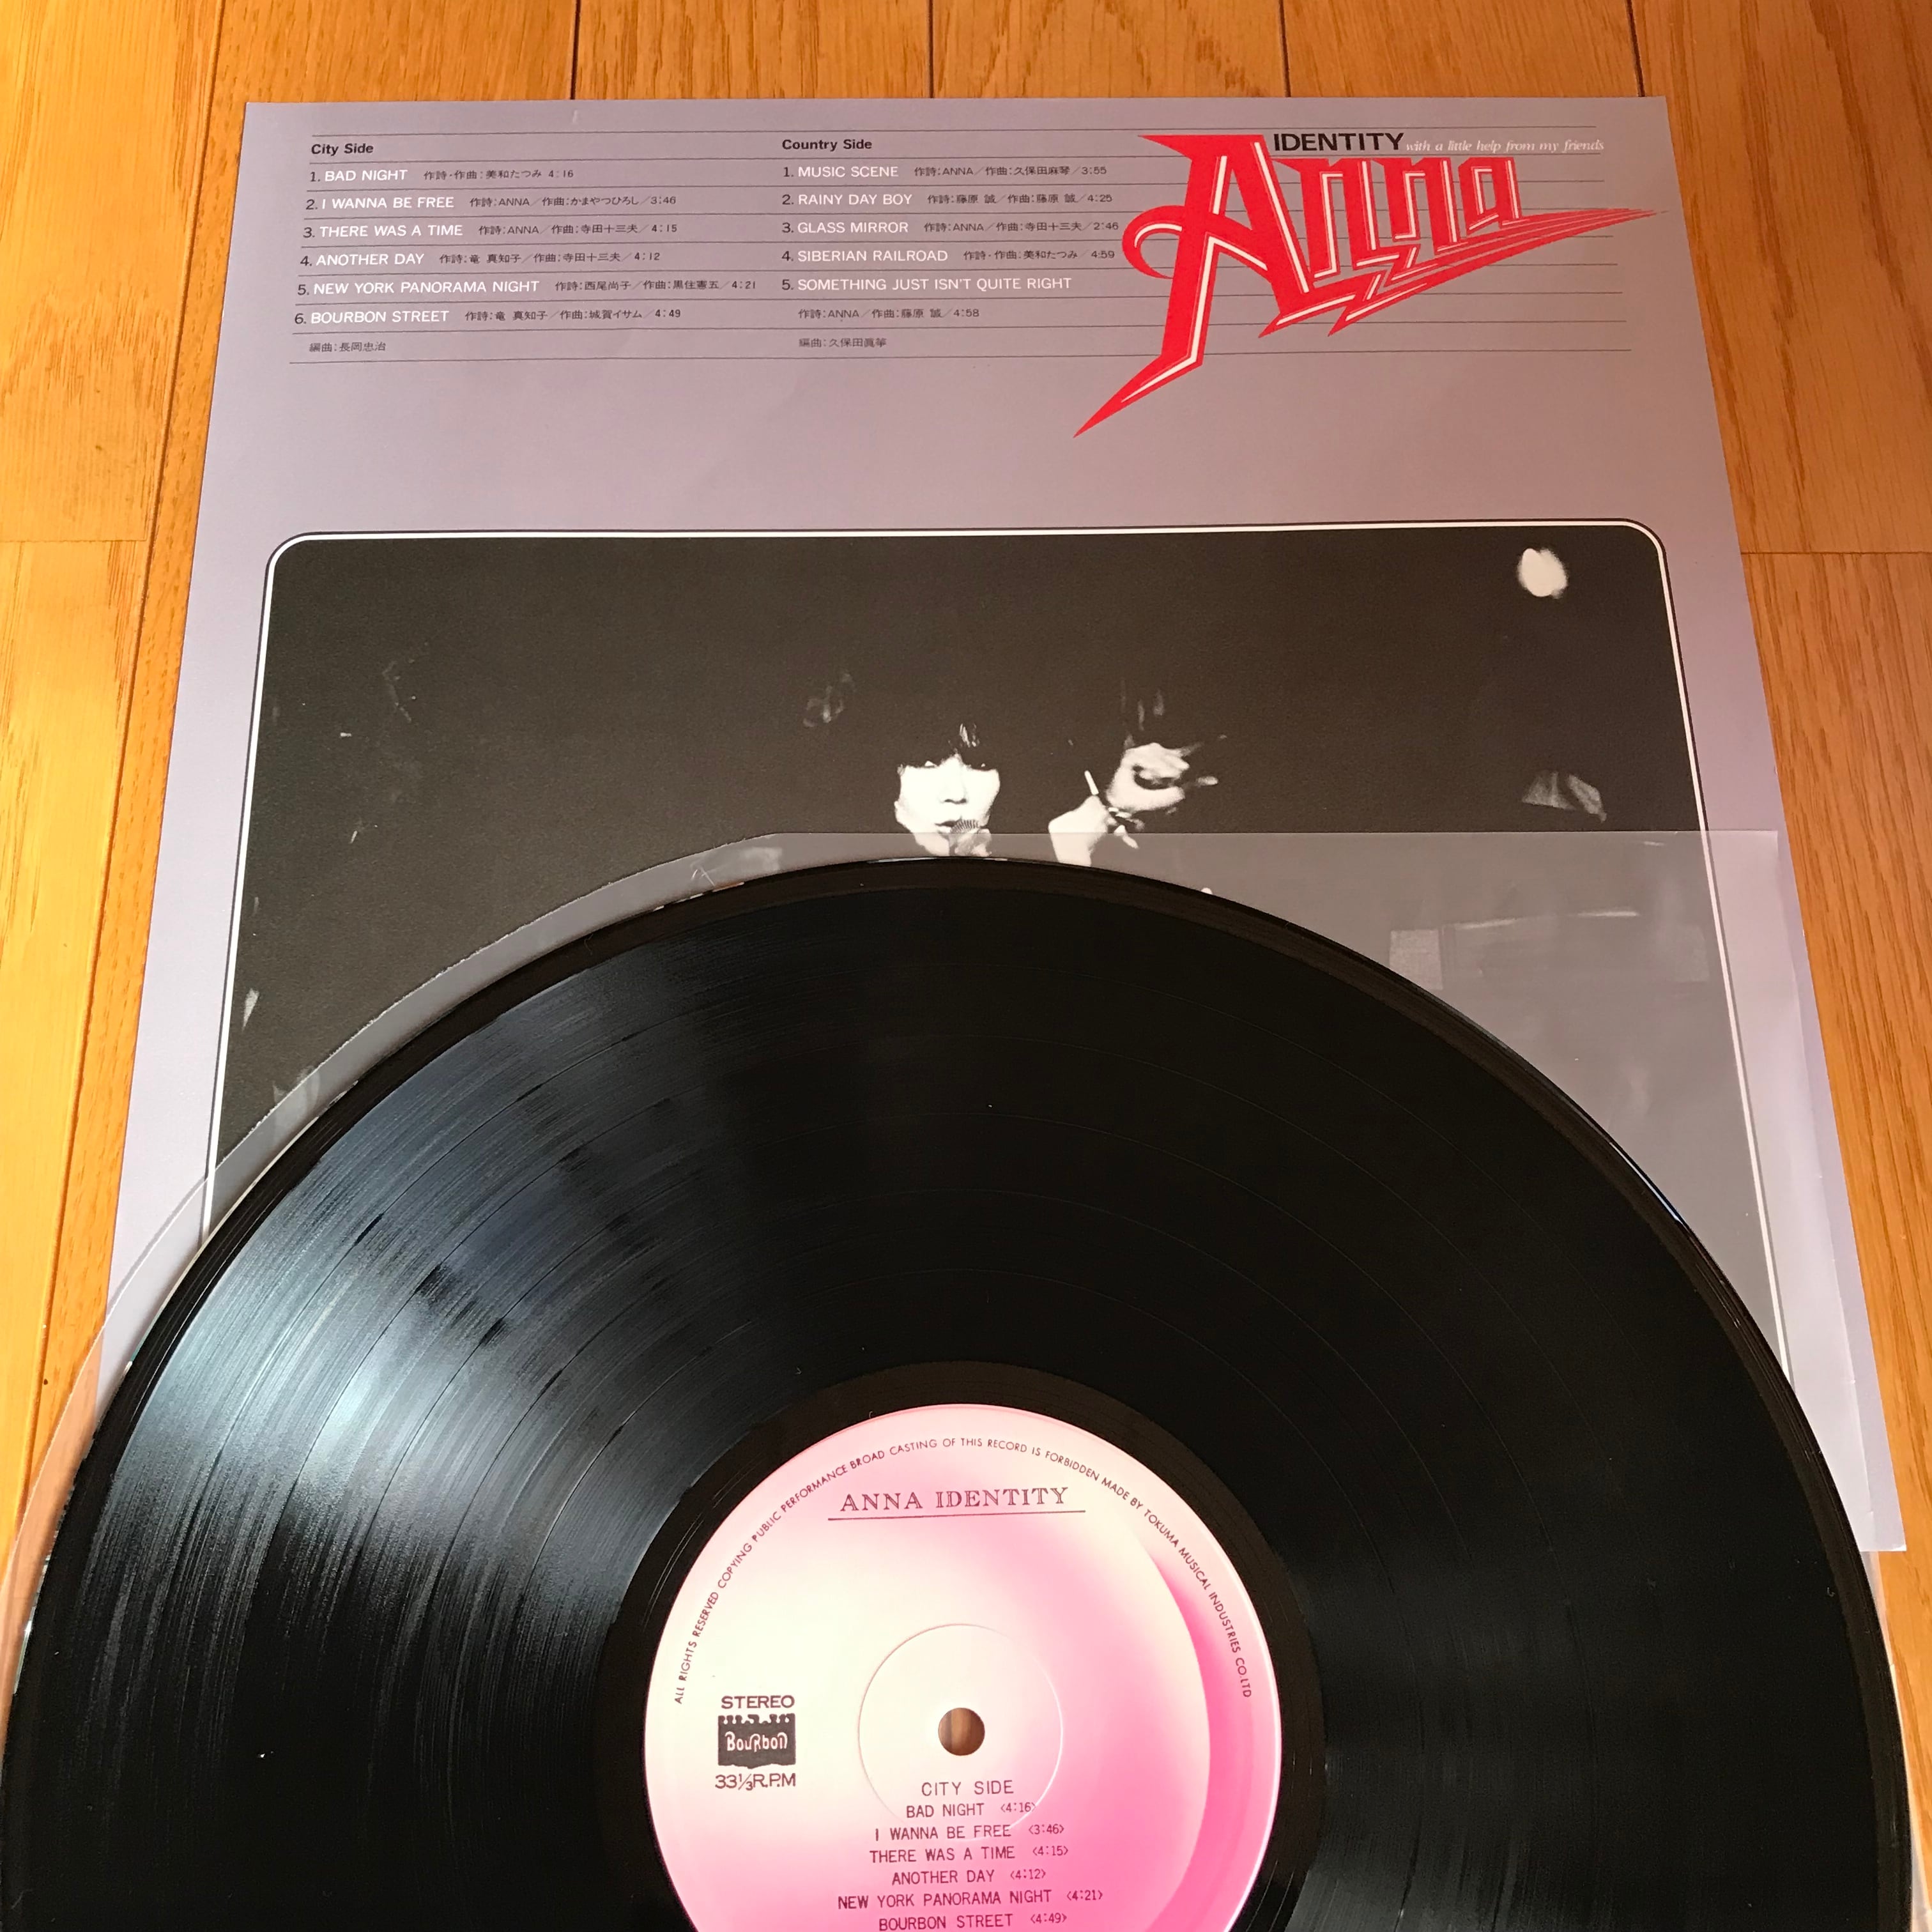 City Side
1. BAD NIGHT 作詩・作曲:美和たつみ 4:16
2. I WANNA BE FREE 作詩:ANNA/作曲:かまやつひろし/3:46
3. THERE WAS A TIME 作詩:ANNA/作曲:寺田十三夫/4:15
4. ANOTHER DAY 作詩:竜 真知子/作曲:寺田十三夫/4:12
5. NEW YORK PANORAMA NIGHT 作詩:西尾尚子/作曲:黒住憲五/4:21
6. BOURBON STREET 作詩:竜 真知子/作曲:城賀イサム/4:49
編曲:長岡忠治
Country Side
1. MUSIC SCENE 作詩:ANNA/作曲:久保田麻琴/3:55
2. RAINY DAY BOY 作詩:藤原 誠/作曲:藤原 誠/4:25
3. GLASS MIRROR 作詩:ANNA/作曲:寺田十三夫/2:46
4. SIBERIAN RAILROAD 作詩・作曲:美和たつみ/4:59
5. SOMETHING JUST ISN'T QUITE RIGHT
作詩:ANNA/作曲:藤原 誠/4:58
編曲:久保田眞箏
IDENTITY with a little help from my friends
Anna
ALL RIGHTS RESERVED COPYING PUBLIC PERFORMANCE BROAD CASTING OF THIS RECORD IS FORBIDDEN MADE BY TOKUMA MUSICAL INDUSTRIES CO.LTD
ANNA IDENTITY
STEREO
BouRboN
33⅓R.P.M
CITY SIDE
BAD NIGHT <4:16>
I WANNA BE FREE <3:46>
THERE WAS A TIME <4:15>
ANOTHER DAY <4:12>
NEW YORK PANORAMA NIGHT <4:21>
BOURBON STREET <4:49>